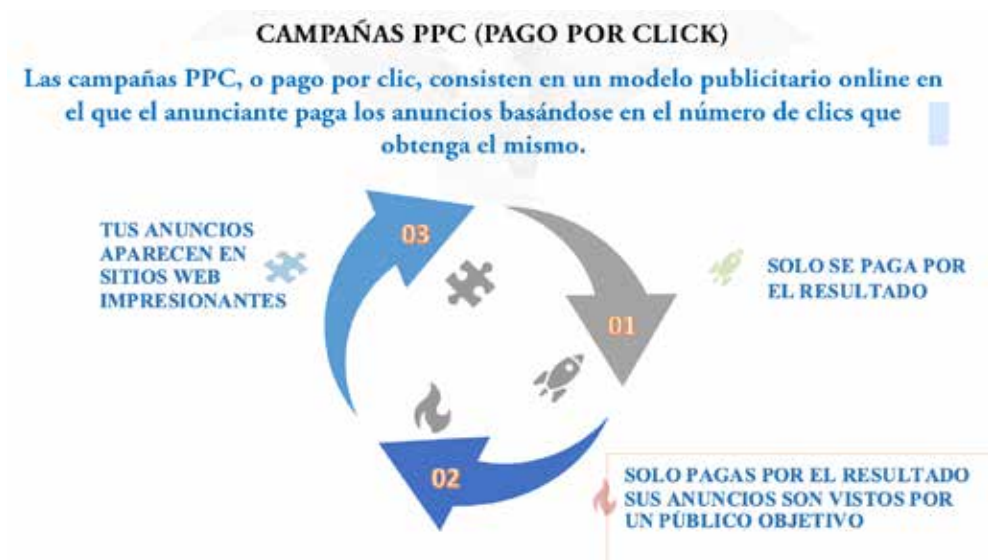 CAMPAÑAS PPC (PAGO POR CLICK)
Las campañas PPC, o pago por clic, consisten en un modelo publicitario online en
el que el anunciante paga los anuncios basándose en el número de clics que
obtenga el mismo.
03
TUS ANUNCIOS
APARECEN EN
SITIOS WEB
IMPRESIONANTES
01
SOLO SE PAGA POR
EL RESULTADO
02
SOLO PAGAS POR EL RESULTADO
SUS ANUNCIOS SON VISTOS POR
UN PÚBLICO OBJETIVO